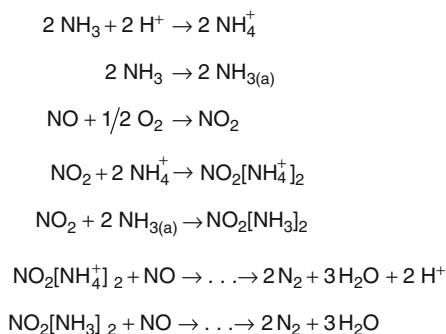 2 NH₃ + 2 H⁺ → 2 NH₄⁺
2 NH₃ → 2 NH₃₍ₐ₎
NO + 1/2 O₂ → NO₂
NO₂ + 2 NH₄⁺ → NO₂[NH₄⁺]₂
NO₂ + 2 NH₃₍ₐ₎ → NO₂[NH₃]₂
NO₂[NH₄⁺]₂ + NO → . . . → 2 N₂ + 3 H₂O + 2 H⁺
NO₂[NH₃]₂ + NO → . . . → 2 N₂ + 3 H₂O